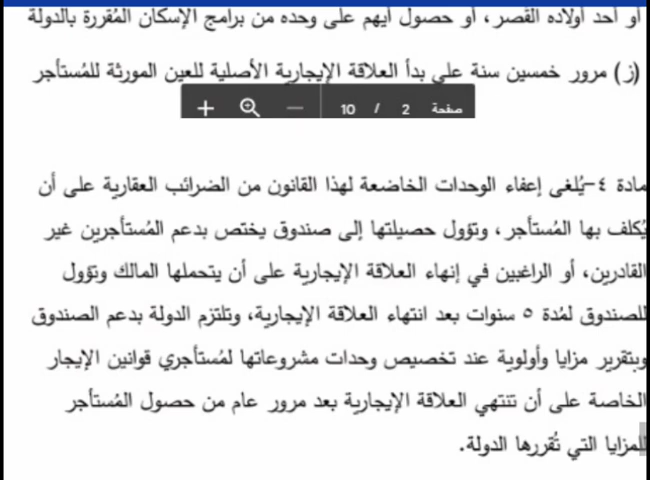 أو أحد أولاده القصر، أو حصول أيهم على وحده من برامج الإسكان المُقررة بالدولة
(ز) مرور خمسين سنة علي بدأ العلاقة الإيجارية الأصلية للعين المورثة للمُستأجر
صفحة 2 / 10
مادة ٤-يُلغى إعفاء الوحدات الخاضعة لهذا القانون من الضرائب العقارية على أن
يُكلف بها المُستأجر، وتؤول حصيلتها إلى صندوق يختص بدعم المُستأجرين غير
القادرين، أو الراغبين في إنهاء العلاقة الإيجارية على أن يتحملها المالك وتؤول
للصندوق لمُدة ٥ سنوات بعد انتهاء العلاقة الإيجارية، وتلتزم الدولة بدعم الصندوق
وبتقرير مزايا وأولوية عند تخصيص وحدات مشروعاتها لمُستأجري قوانين الإيجار
الخاصة على أن تنتهي العلاقة الإيجارية بعد مرور عام من حصول المُستأجر
للمزايا التي تُقررها الدولة.